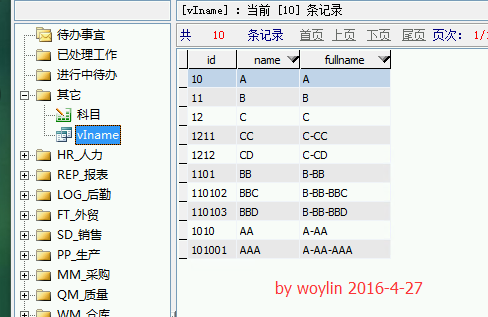 待办事宜
已处理工作
进行中待办
其它
科目
vIname
HR_人力
REP_报表
LOG_后勤
FT_外贸
SD_销售
PP_生产
MM_采购
QM_质量
WM_仓库
[vIname] : 当前 [10] 条记录
共 10 条记录 首页 上页 下页 尾页 页次: 1/
id name fullname
10 A A
11 B B
12 C C
1211 CC C-CC
1212 CD C-CD
1101 BB B-BB
110102 BBC B-BB-BBC
110103 BBD B-BB-BBD
1010 AA A-AA
101001 AAA A-AA-AAA
by woylin 2016-4-27